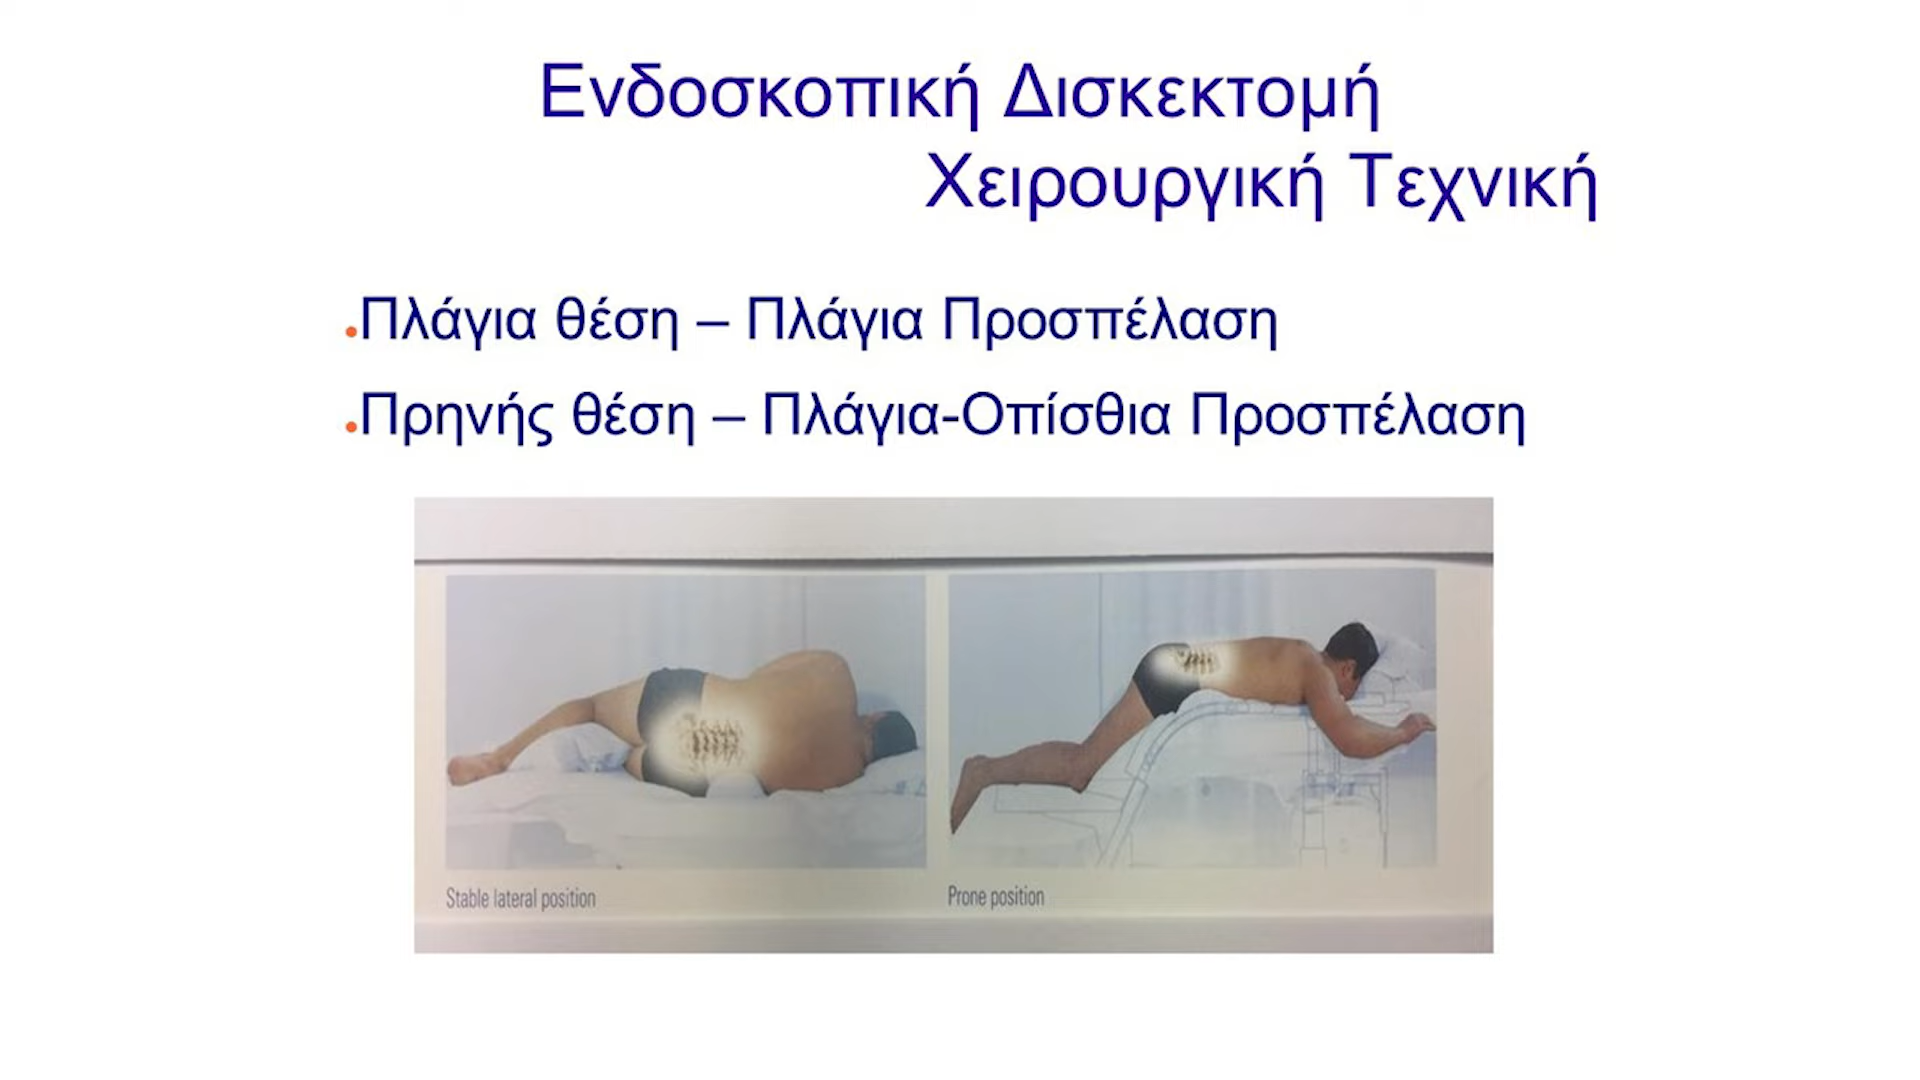 Ενδοσκοπική Δισκεκτομή
Χειρουργική Τεχνική
•Πλάγια θέση – Πλάγια Προσπέλαση
•Πρηνής θέση – Πλάγια-Οπίσθια Προσπέλαση
Stable lateral position
Prone position